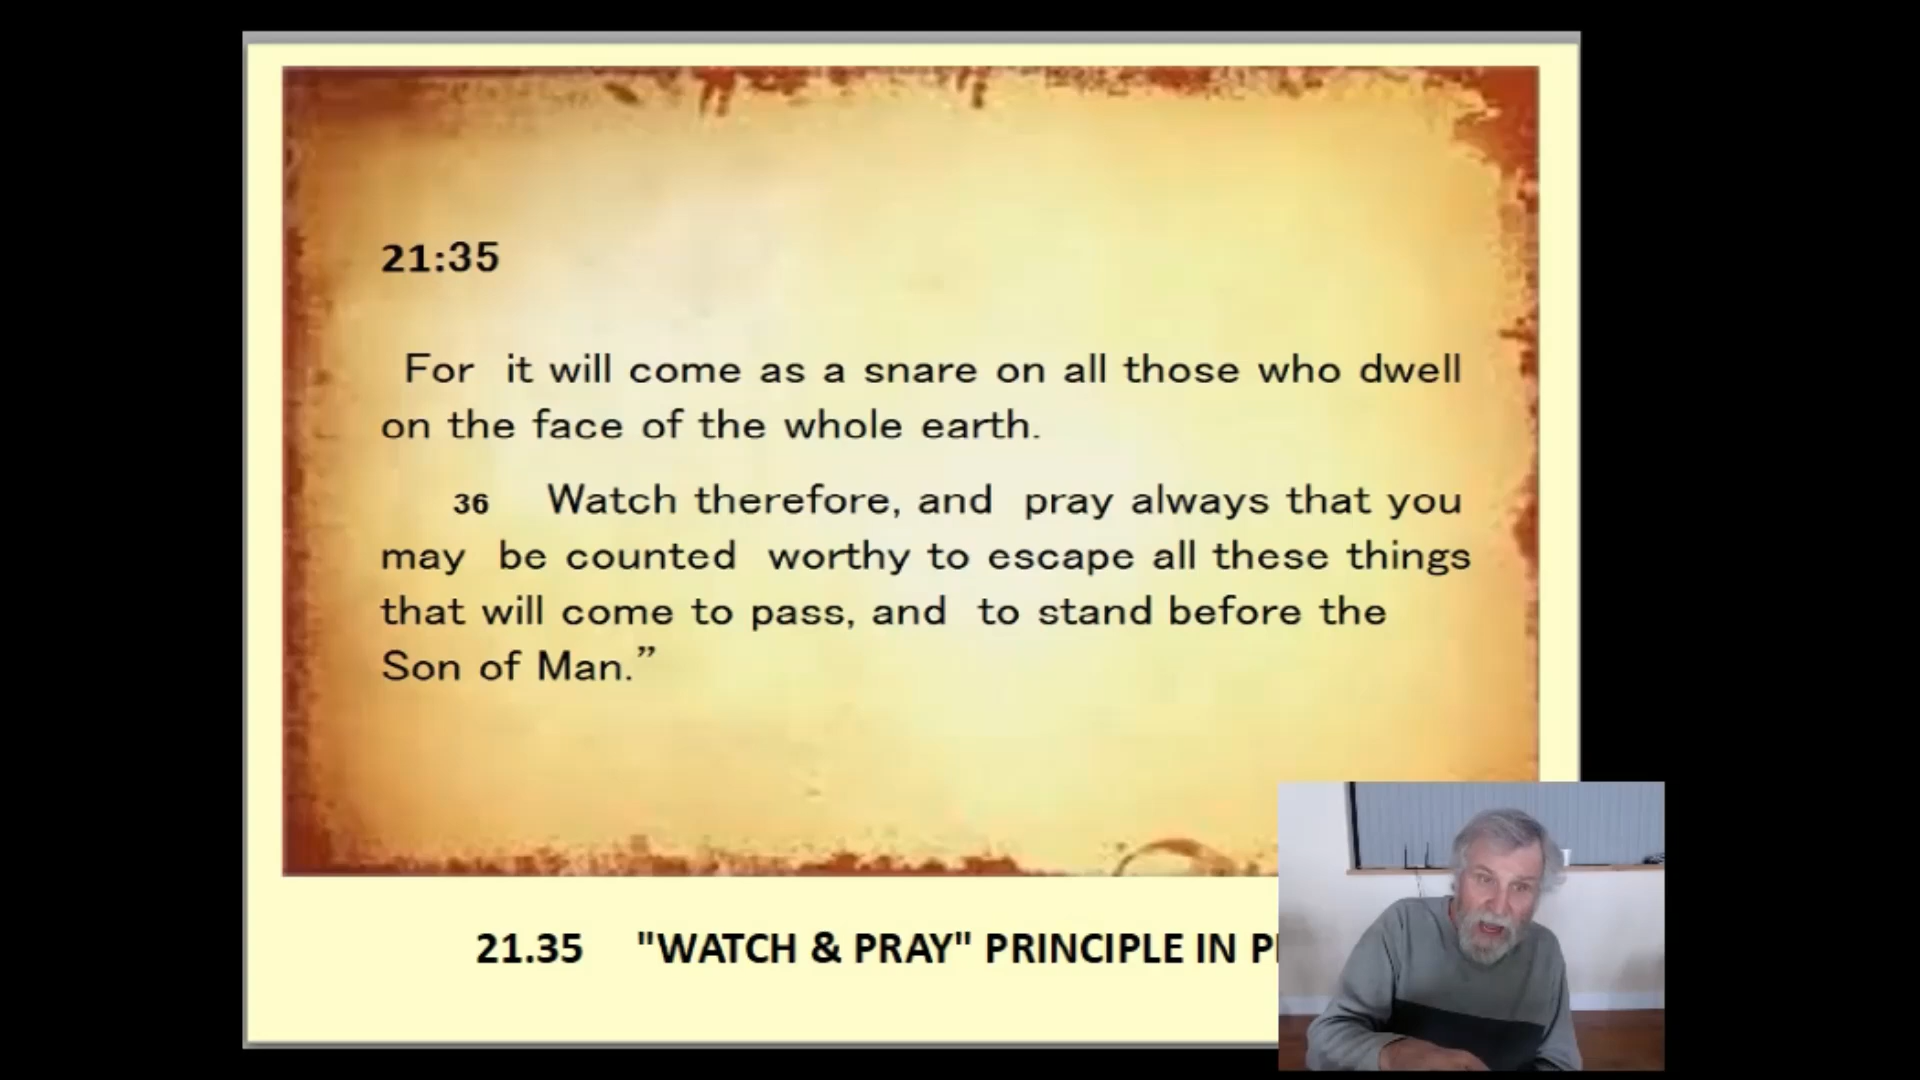 21:35
For it will come as a snare on all those who dwell
on the face of the whole earth.
36 Watch therefore, and pray always that you
may be counted worthy to escape all these things
that will come to pass, and to stand before the
Son of Man.”
21.35 "WATCH & PRAY" PRINCIPLE IN